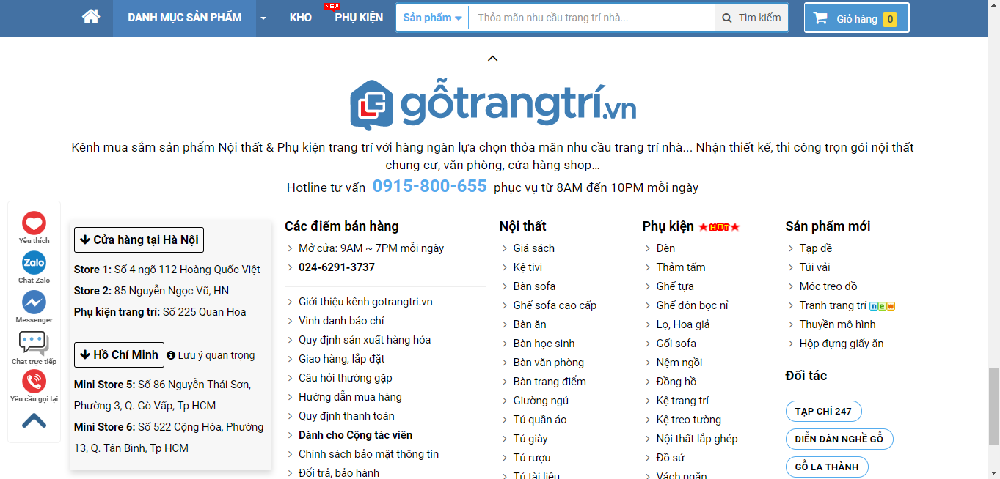 DANH MỤC SẢN PHẨM
KHO
NEW
PHỤ KIỆN
Sản phẩm
Thỏa mãn nhu cầu trang trí nhà...
Tìm kiếm
Giỏ hàng 0
gỗtrangtrí.vn
Kênh mua sắm sản phẩm Nội thất & Phụ kiện trang trí với hàng ngàn lựa chọn thỏa mãn nhu cầu trang trí nhà... Nhận thiết kế, thi công trọn gói nội thất
chung cư, văn phòng, cửa hàng shop…
Hotline tư vấn 0915-800-655 phục vụ từ 8AM đến 10PM mỗi ngày
Yêu thích
Zalo
Chat Zalo
Messenger
Chat trực tiếp
Yêu cầu gọi lại
Cửa hàng tại Hà Nội
Store 1: Số 4 ngõ 112 Hoàng Quốc Việt
Store 2: 85 Nguyễn Ngọc Vũ, HN
Phụ kiện trang trí: Số 225 Quan Hoa
Hồ Chí Minh
Lưu ý quan trọng
Mini Store 5: Số 86 Nguyễn Thái Sơn,
Phường 3, Q. Gò Vấp, Tp HCM
Mini Store 6: Số 522 Cộng Hòa, Phường
13, Q. Tân Bình, Tp HCM
Các điểm bán hàng
Mở cửa: 9AM ~ 7PM mỗi ngày
024-6291-3737
Giới thiệu kênh gotrangtri.vn
Vinh danh báo chí
Quy định sản xuất hàng hóa
Giao hàng, lắp đặt
Câu hỏi thường gặp
Hướng dẫn mua hàng
Quy định thanh toán
Dành cho Cộng tác viên
Chính sách bảo mật thông tin
Đổi trả, bảo hành
Nội thất
Giá sách
Kệ tivi
Bàn sofa
Ghế sofa cao cấp
Bàn ăn
Bàn học sinh
Bàn văn phòng
Bàn trang điểm
Giường ngủ
Tủ quần áo
Tủ giày
Tủ rượu
Tủ tài liệu
Phụ kiện HOT
Đèn
Thảm tấm
Ghế tựa
Ghế đôn bọc nỉ
Lọ, Hoa giả
Gối sofa
Nệm ngồi
Đồng hồ
Kệ trang trí
Kệ treo tường
Nội thất lắp ghép
Đồ sứ
Vách ngăn
Sản phẩm mới
Tạp dề
Túi vải
Móc treo đồ
Tranh trang trí new
Thuyền mô hình
Hộp đựng giấy ăn
Đối tác
TẠP CHÍ 247
DIỄN ĐÀN NGHỀ GỖ
GỖ LA THÀNH